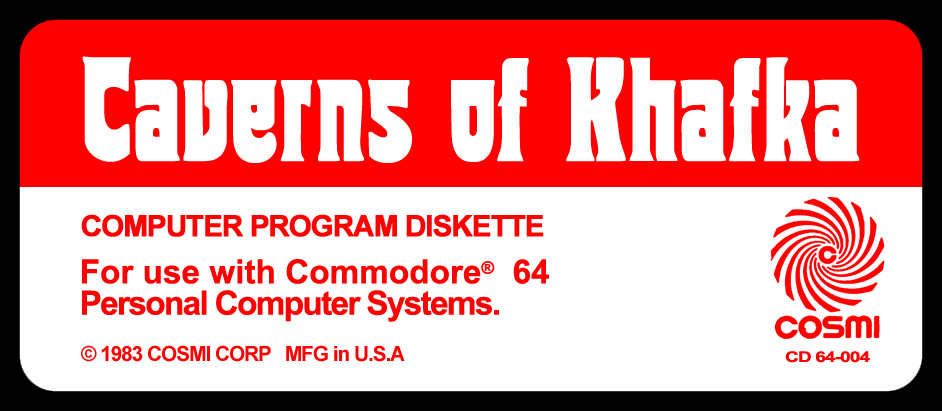 Caverns of Khafka
COMPUTER PROGRAM DISKETTE
For use with Commodore® 64
Personal Computer Systems.
© 1983 COSMI CORP MFG in U.S.A
C
COSMI
CD 64-004